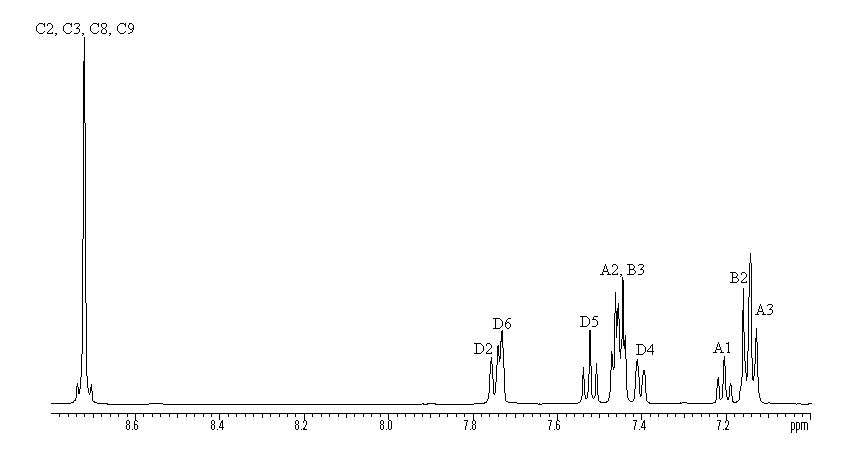 C2, C3, C8, C9
A2, B3
B2
A3
D6
D5
D2
D4
A1
8.6 8.4 8.2 8.0 7.8 7.6 7.4 7.2 ppm